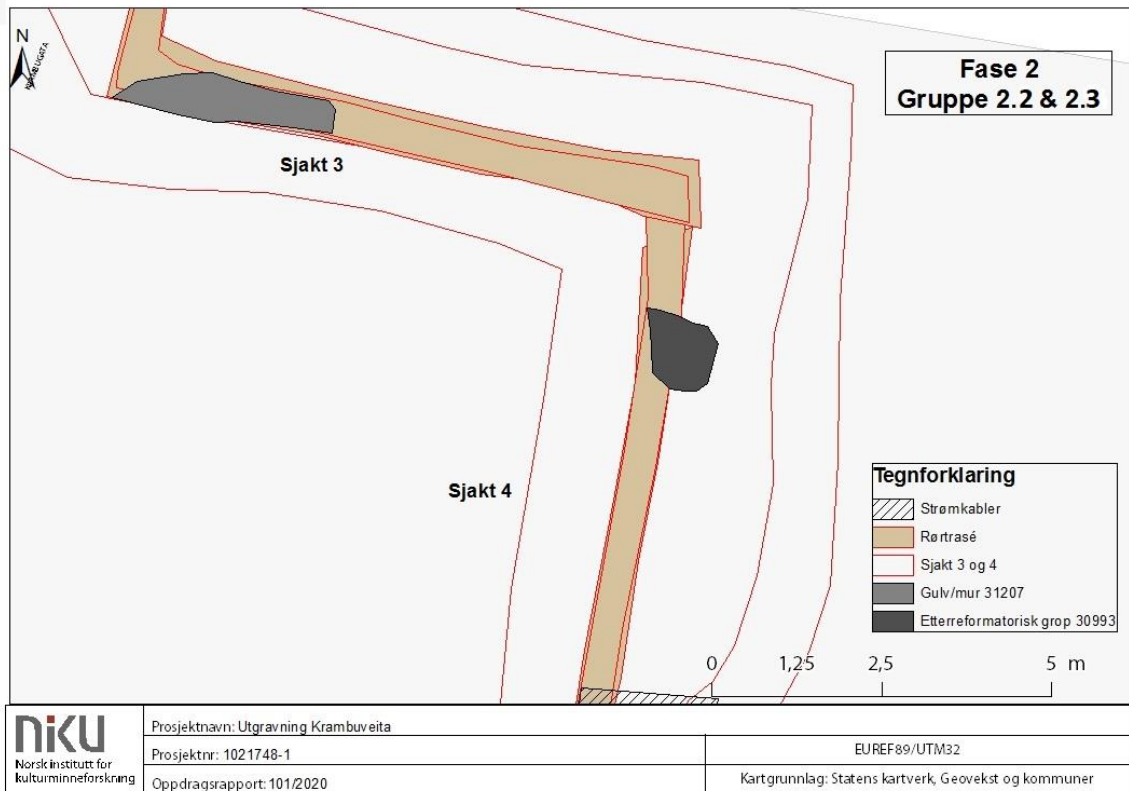 N
KRAMBUGATA
Fase 2
Gruppe 2.2 & 2.3
Sjakt 3
Sjakt 4
Tegnforklaring
Strømkabler
Rørtrasé
Sjakt 3 og 4
Gulv/mur 31207
Etterreformatorisk grop 30993
0 1,25 2,5 5 m
niku
Norsk institutt for
kulturminneforskning
Prosjektnavn: Utgravning Krambuveita
Prosjektnr: 1021748-1
Oppdragsrapport: 101/2020
EUREF89/UTM32
Kartgrunnlag: Statens kartverk, Geovekst og kommuner